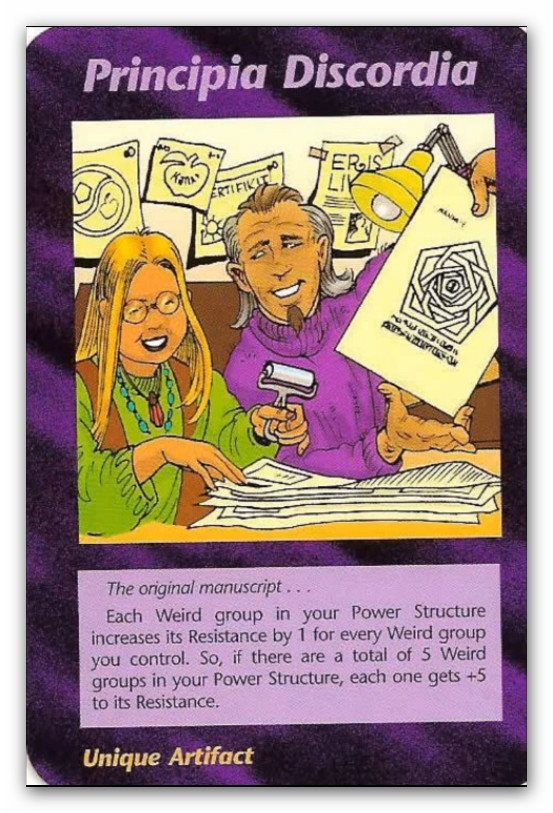 Principia Discordia
ERIS
The original manuscript . . .
Each Weird group in your Power Structure
increases its Resistance by 1 for every Weird group
you control. So, if there are a total of 5 Weird
groups in your Power Structure, each one gets +5
to its Resistance.
Unique Artifact